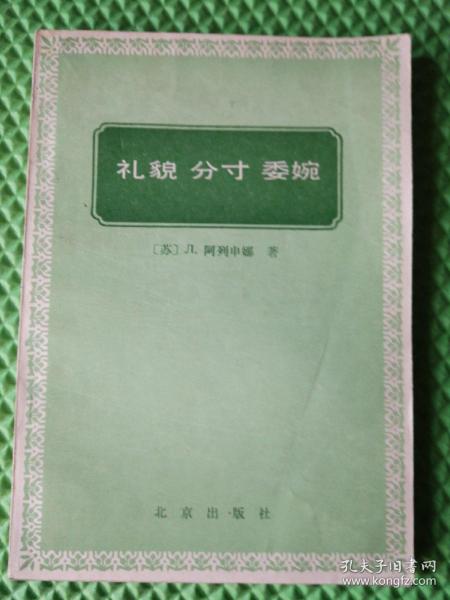 礼貌 分寸 委婉
〔苏〕Л. 阿列申娜 著
北京出版社
孔夫子旧书网
www.kongfz.com